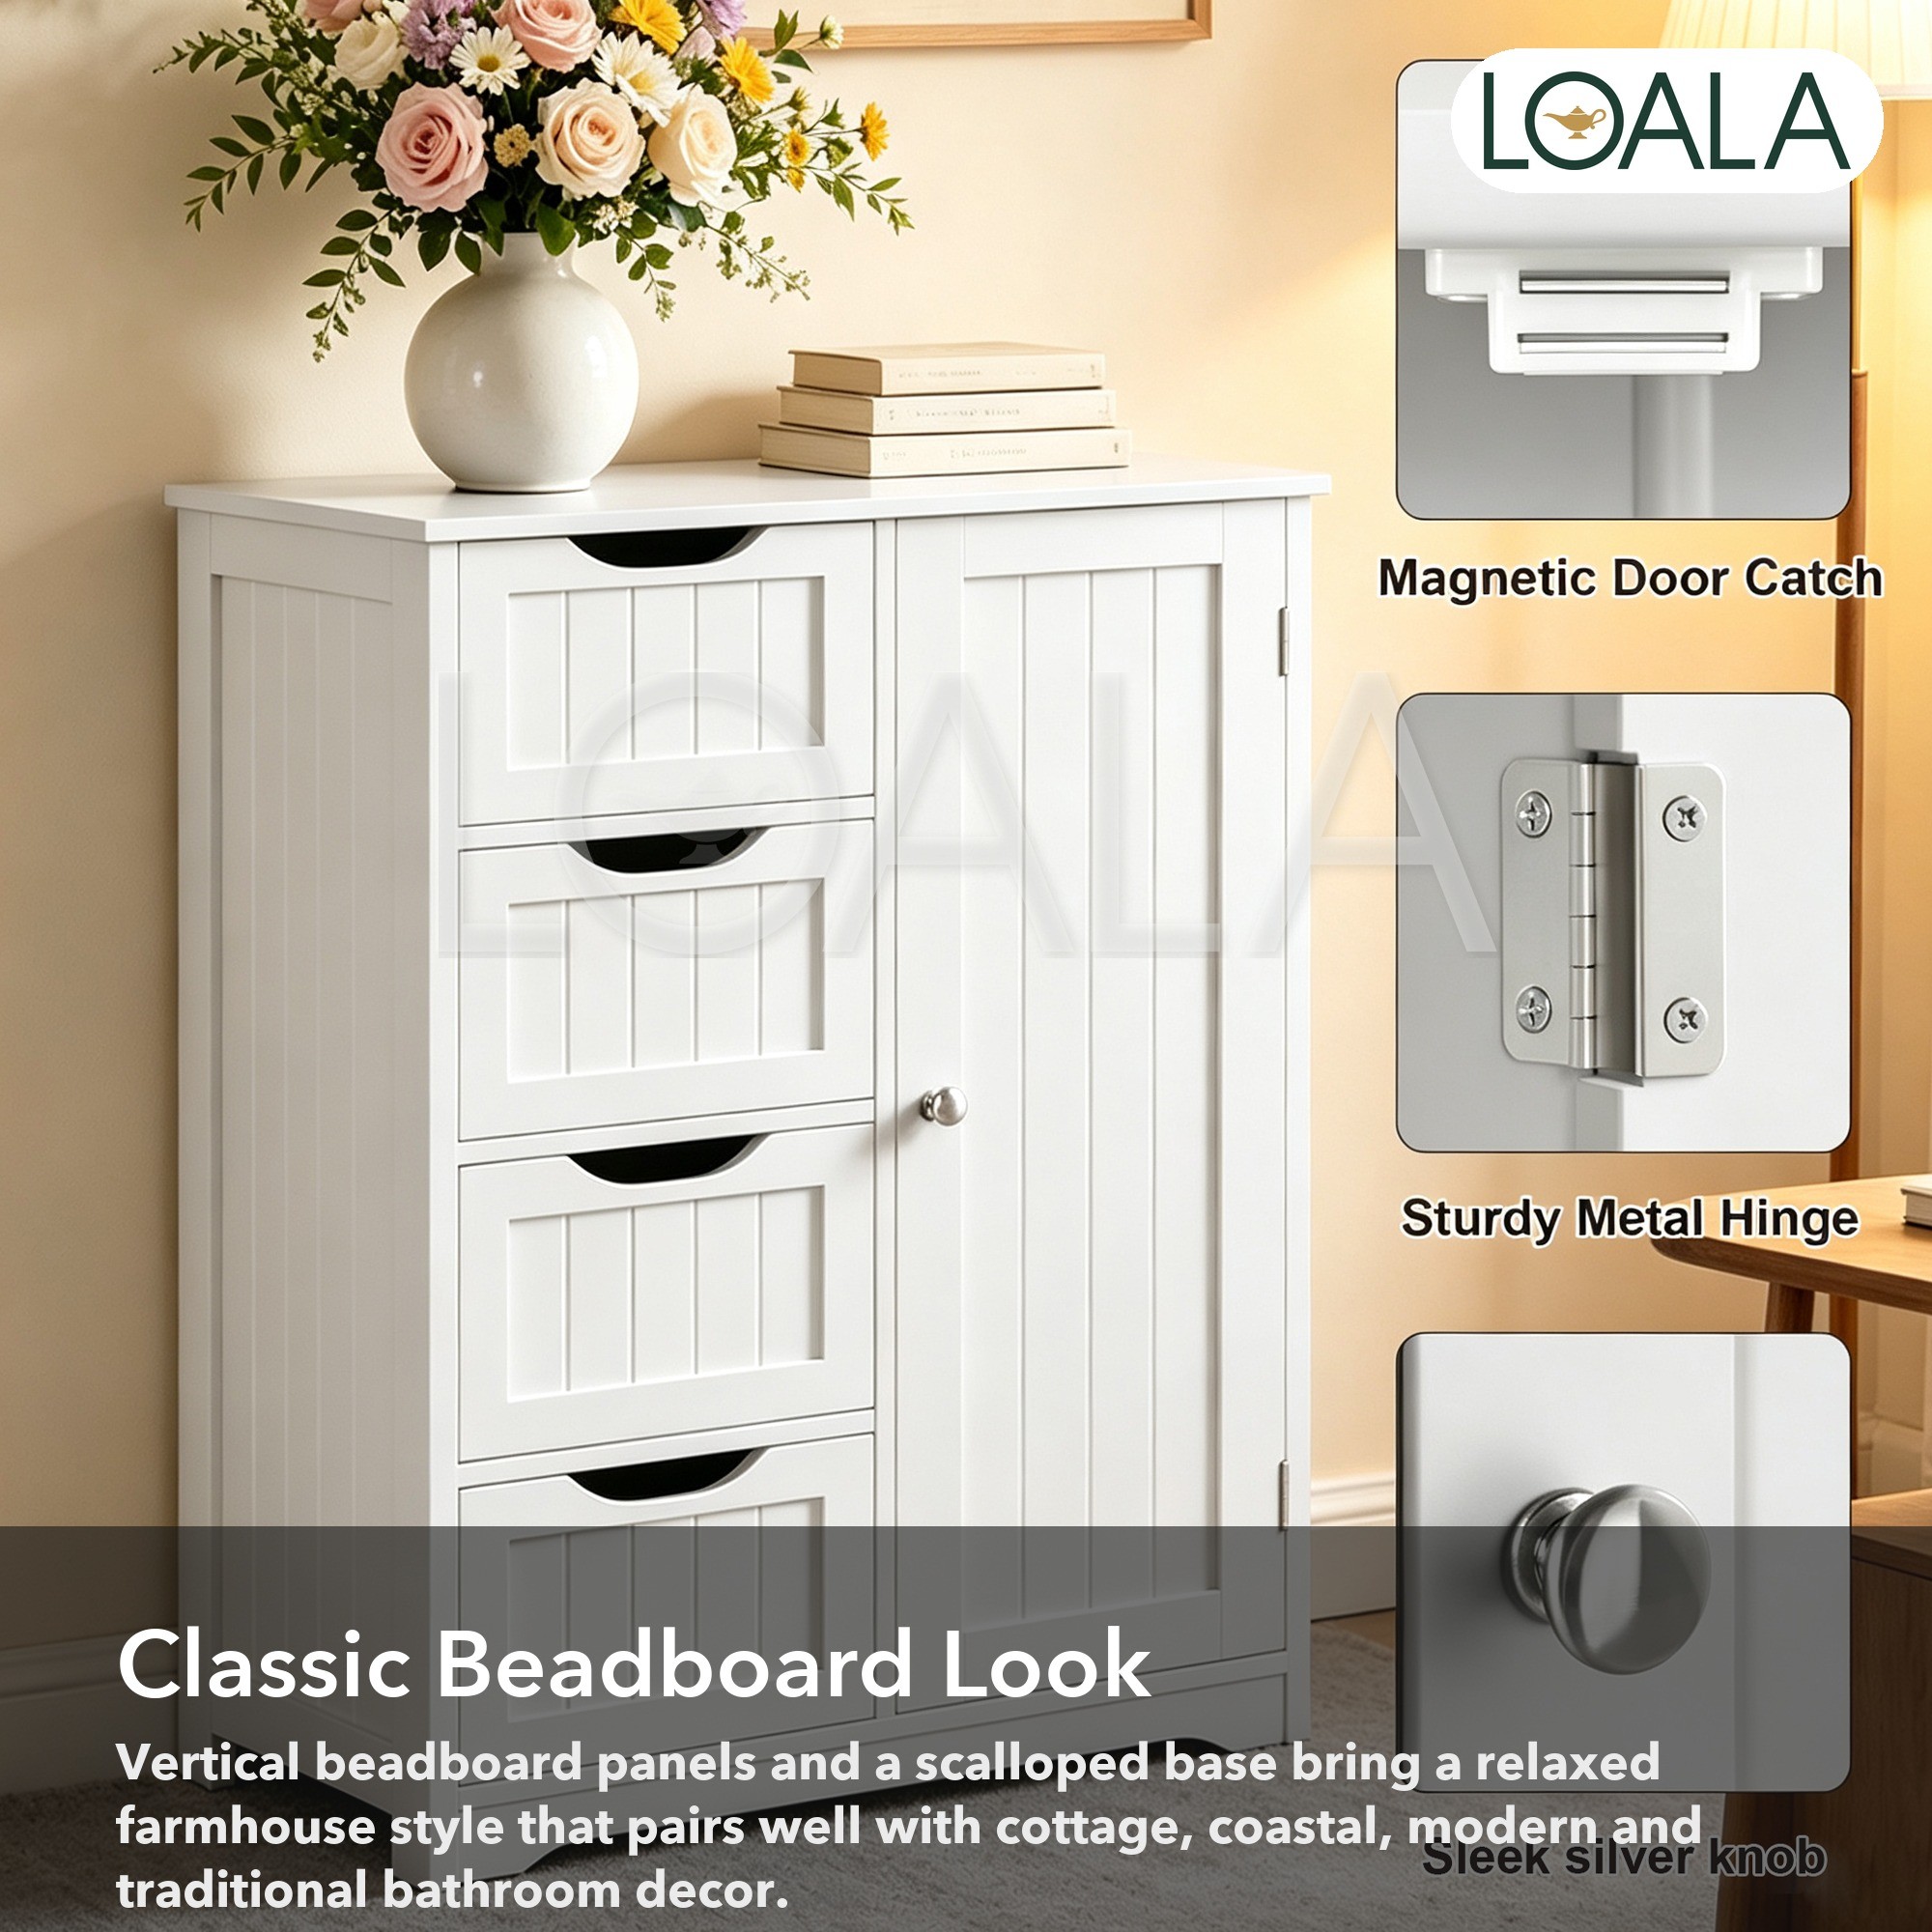 LOALA
Magnetic Door Catch
LOALA
Sturdy Metal Hinge
Classic Beadboard Look
Vertical beadboard panels and a scalloped base bring a relaxed
farmhouse style that pairs well with cottage, coastal, modern and
Sleek silver knob
traditional bathroom decor.